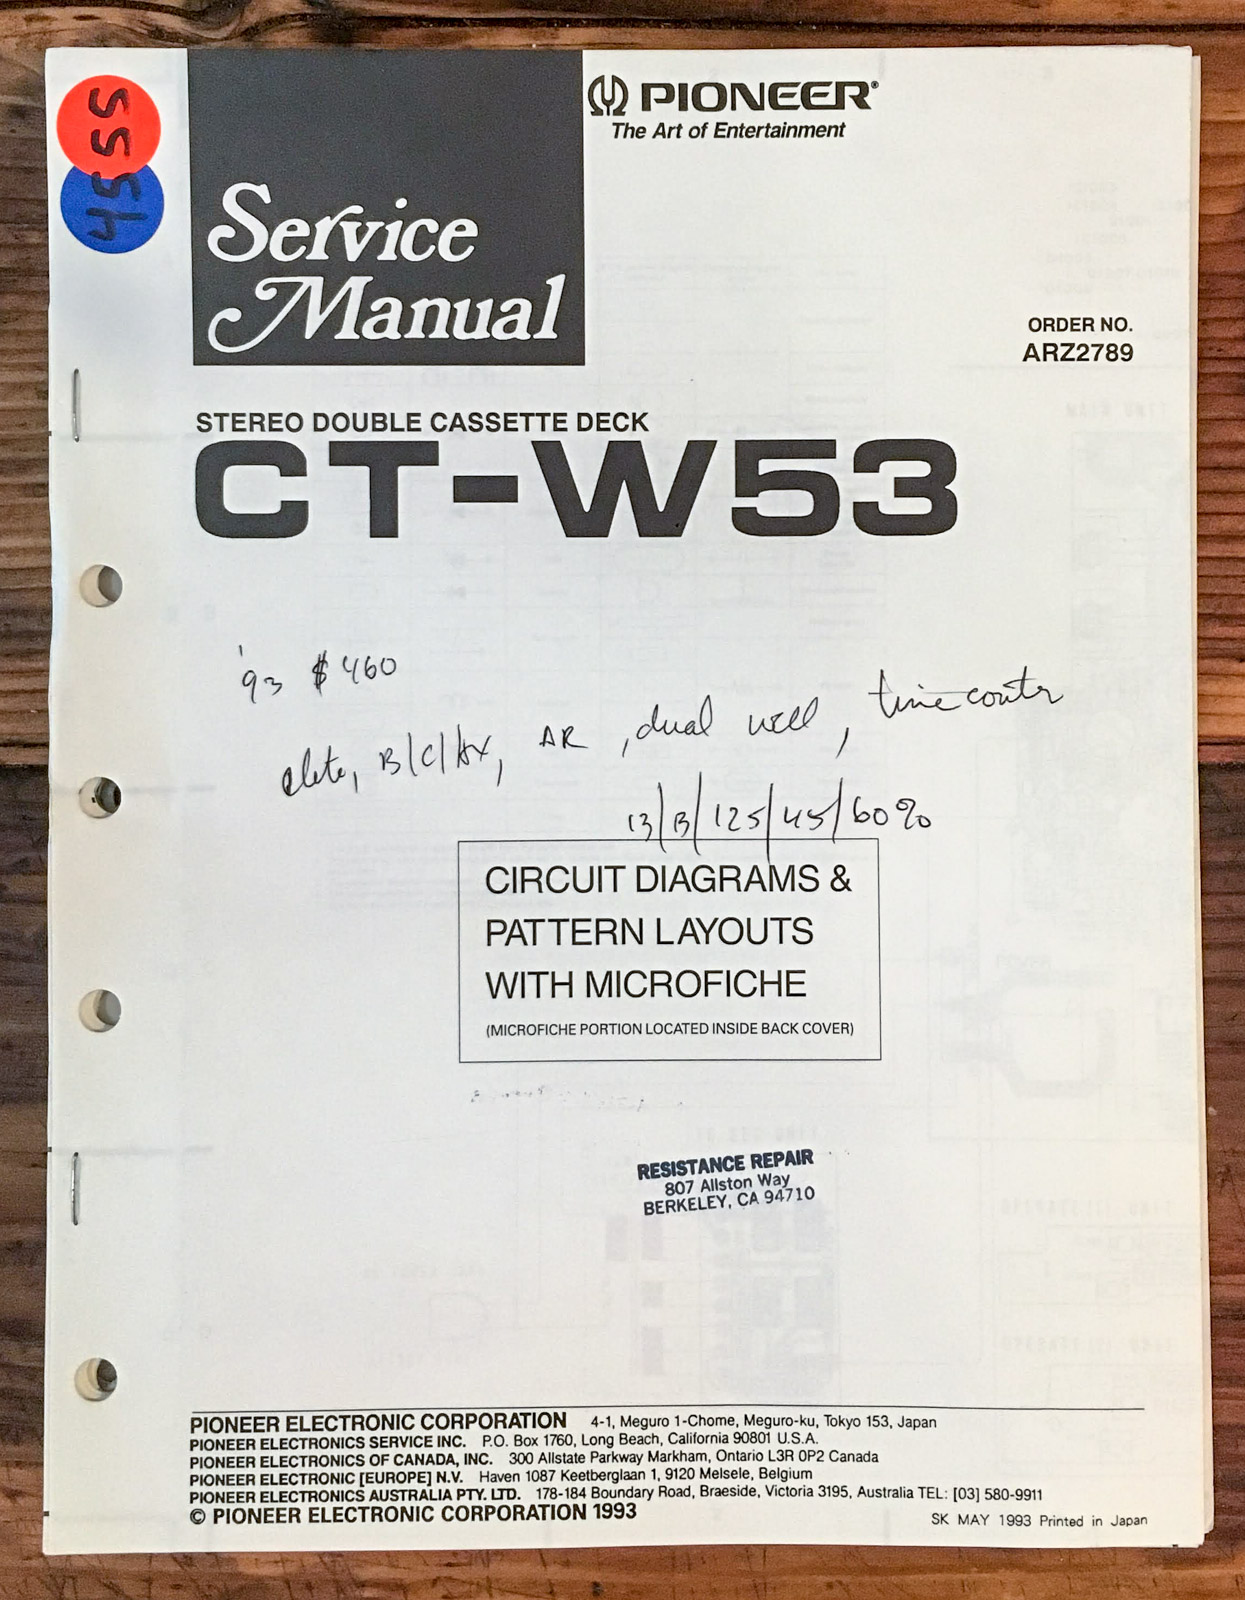 4555
PIONEER®
The Art of Entertainment
Service
Manual
ORDER NO.
ARZ2789
STEREO DOUBLE CASSETTE DECK
CT-W53
'93 $460
elite, B/C/HX, AR, dual well, time counter
13/B/125/45/60%
CIRCUIT DIAGRAMS &
PATTERN LAYOUTS
WITH MICROFICHE
(MICROFICHE PORTION LOCATED INSIDE BACK COVER)
RESISTANCE REPAIR
807 Allston Way
BERKELEY, CA 94710
PIONEER ELECTRONIC CORPORATION 4-1, Meguro 1-Chome, Meguro-ku, Tokyo 153, Japan
PIONEER ELECTRONICS SERVICE INC. P.O. Box 1760, Long Beach, California 90801 U.S.A.
PIONEER ELECTRONICS OF CANADA, INC. 300 Allstate Parkway Markham, Ontario L3R 0P2 Canada
PIONEER ELECTRONIC [EUROPE] N.V. Haven 1087 Keetberglaan 1, 9120 Melsele, Belgium
PIONEER ELECTRONICS AUSTRALIA PTY. LTD. 178-184 Boundary Road, Braeside, Victoria 3195, Australia TEL: [03] 580-9911
© PIONEER ELECTRONIC CORPORATION 1993
SK MAY 1993 Printed in Japan